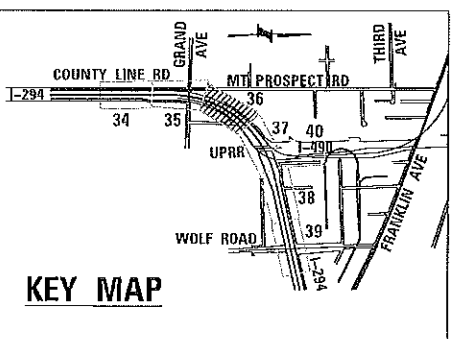 GRAND AVE
THIRD AVE
COUNTY LINE RD
MT PROSPECT RD
I-294
36
34
35
37
40
I-490
UPRR
38
39
WOLF ROAD
FRANKLIN AVE
I-294
KEY MAP